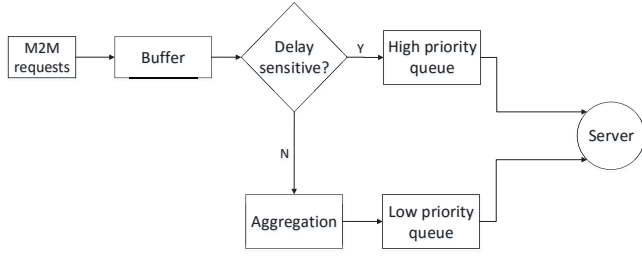 M2M
requests
Buffer
Delay
sensitive?
Y
High priority
queue
Server
N
Aggregation
Low priority
queue